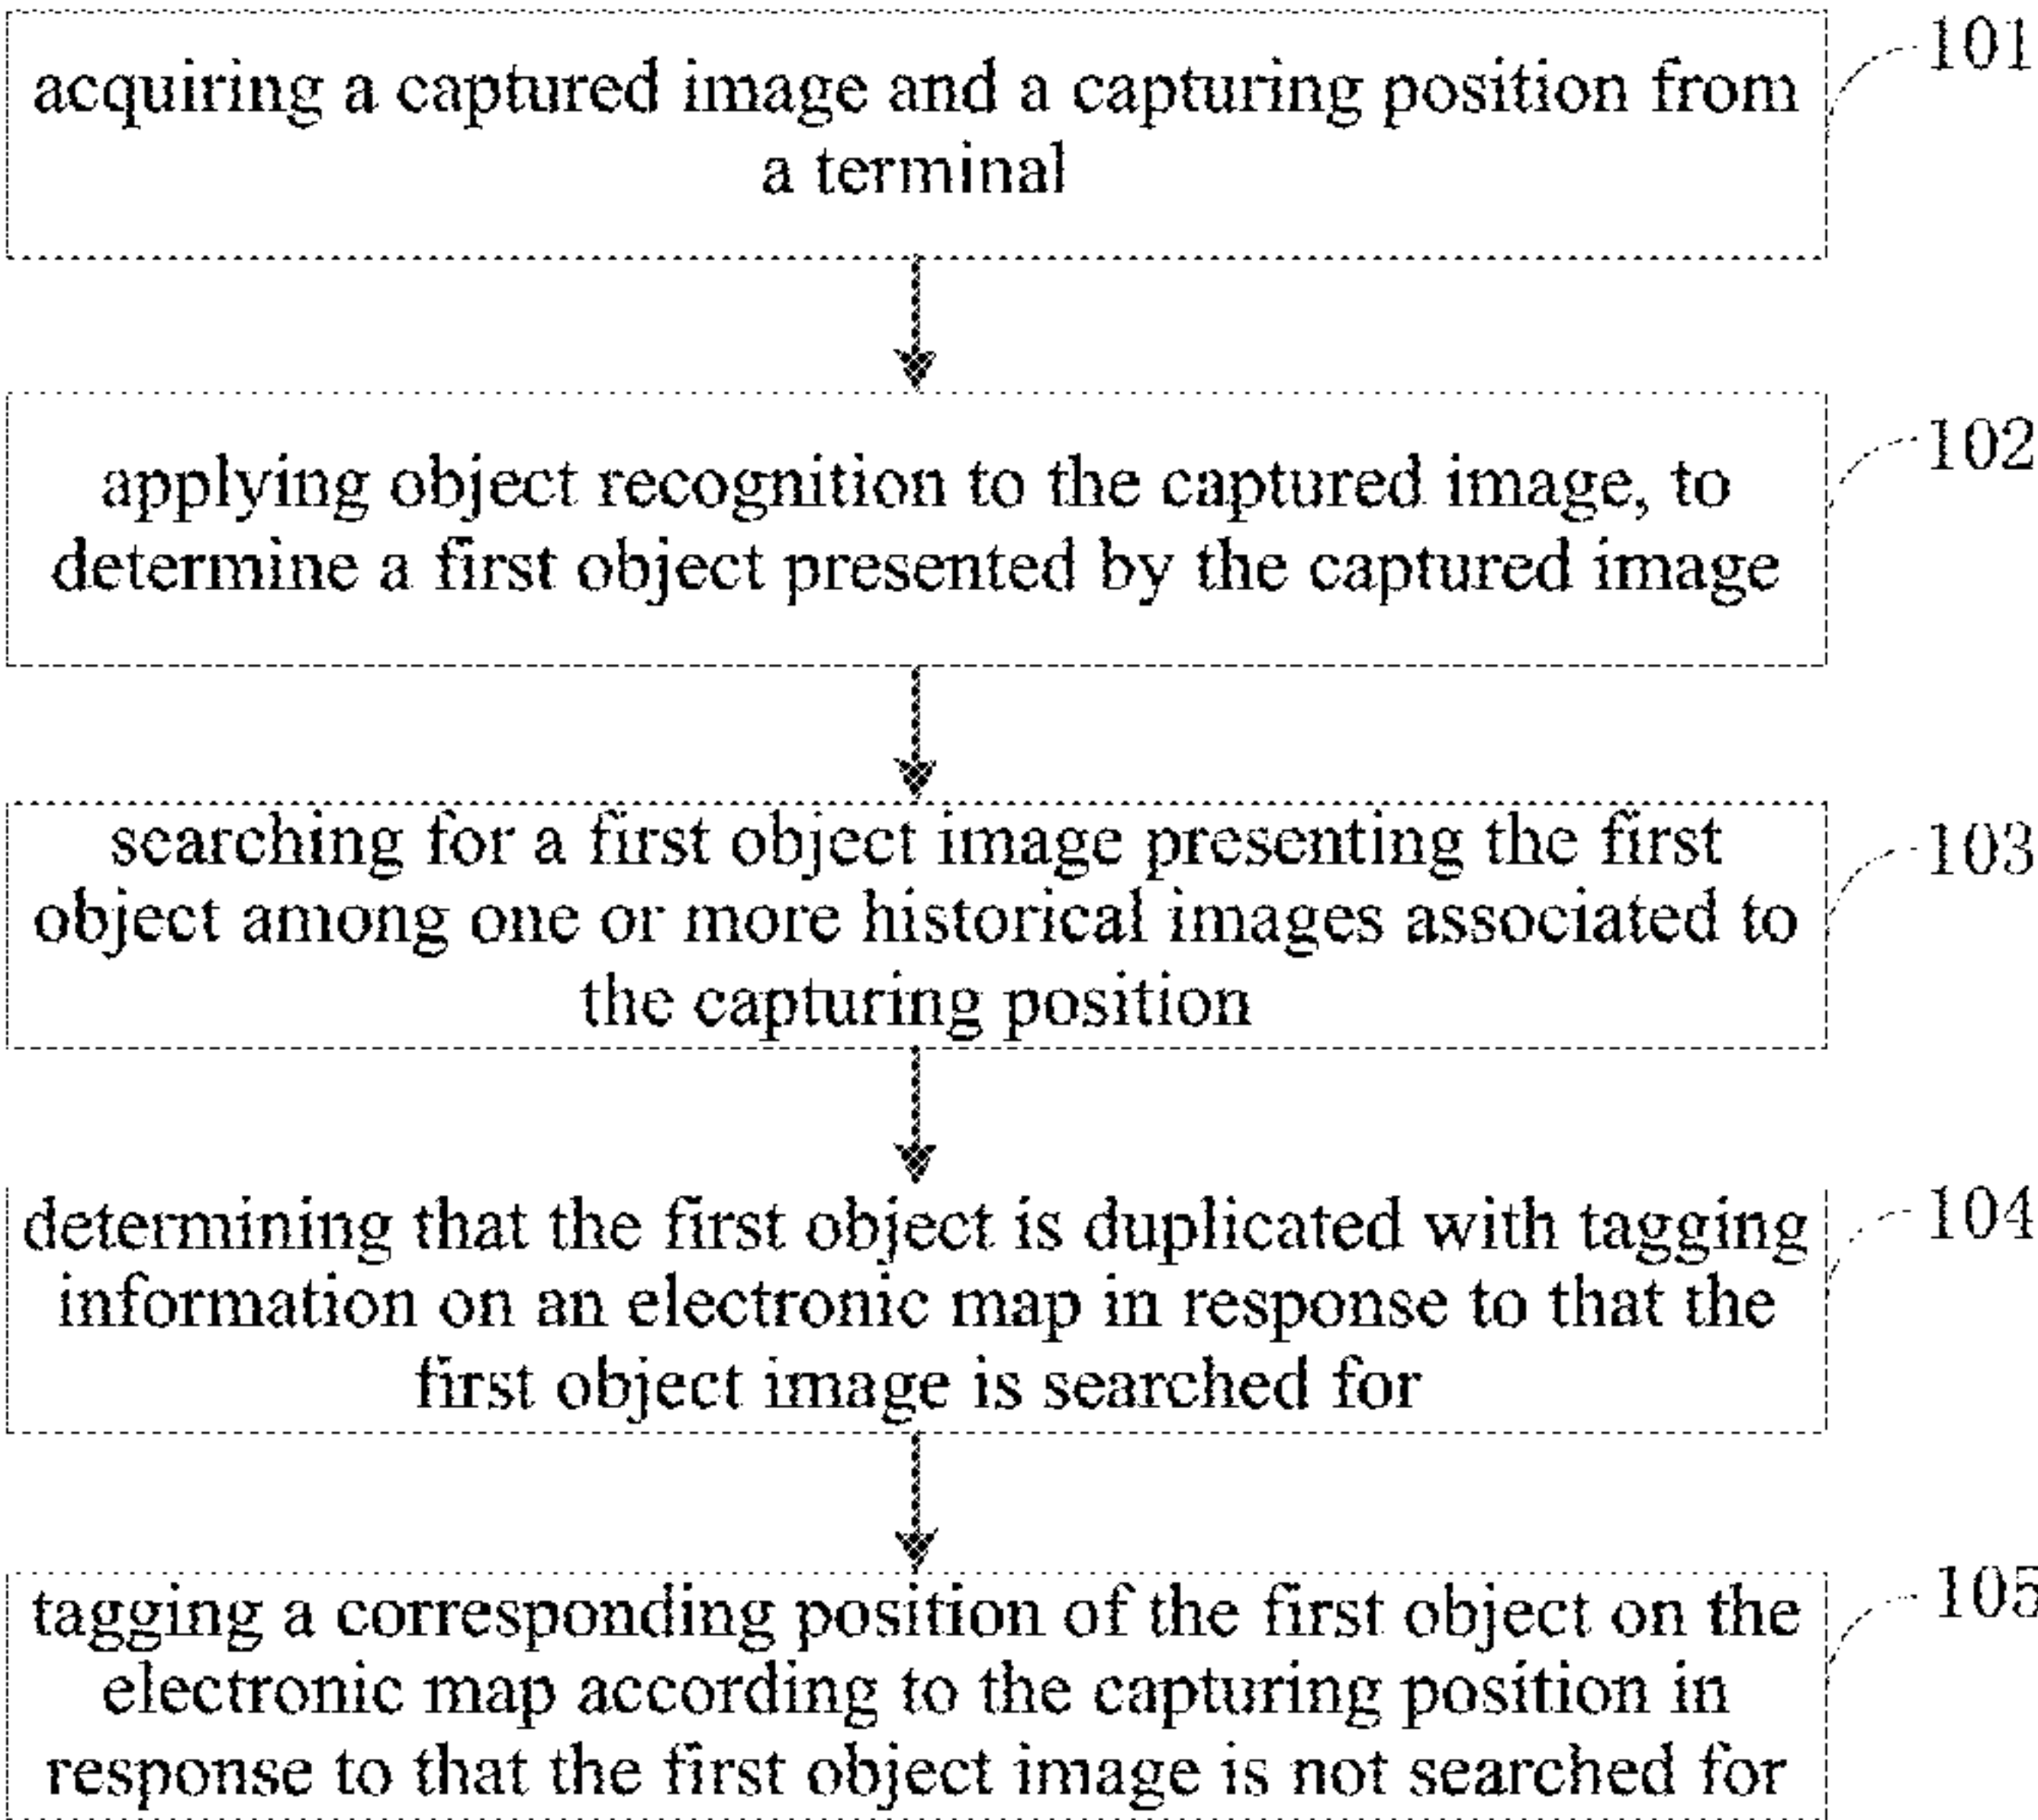 acquiring a captured image and a capturing position from
a terminal
101
applying object recognition to the captured image, to
determine a first object presented by the captured image
102
searching for a first object image presenting the first
object among one or more historical images associated to
the capturing position
103
determining that the first object is duplicated with tagging
information on an electronic map in response to that the
first object image is searched for
104
tagging a corresponding position of the first object on the
electronic map according to the capturing position in
response to that the first object image is not searched for
105